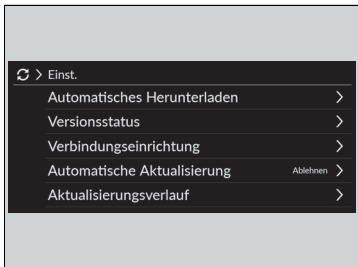 Einst.
Automatisches Herunterladen
Versionsstatus
Verbindungseinrichtung
Automatische Aktualisierung Ablehnen
Aktualisierungsverlauf